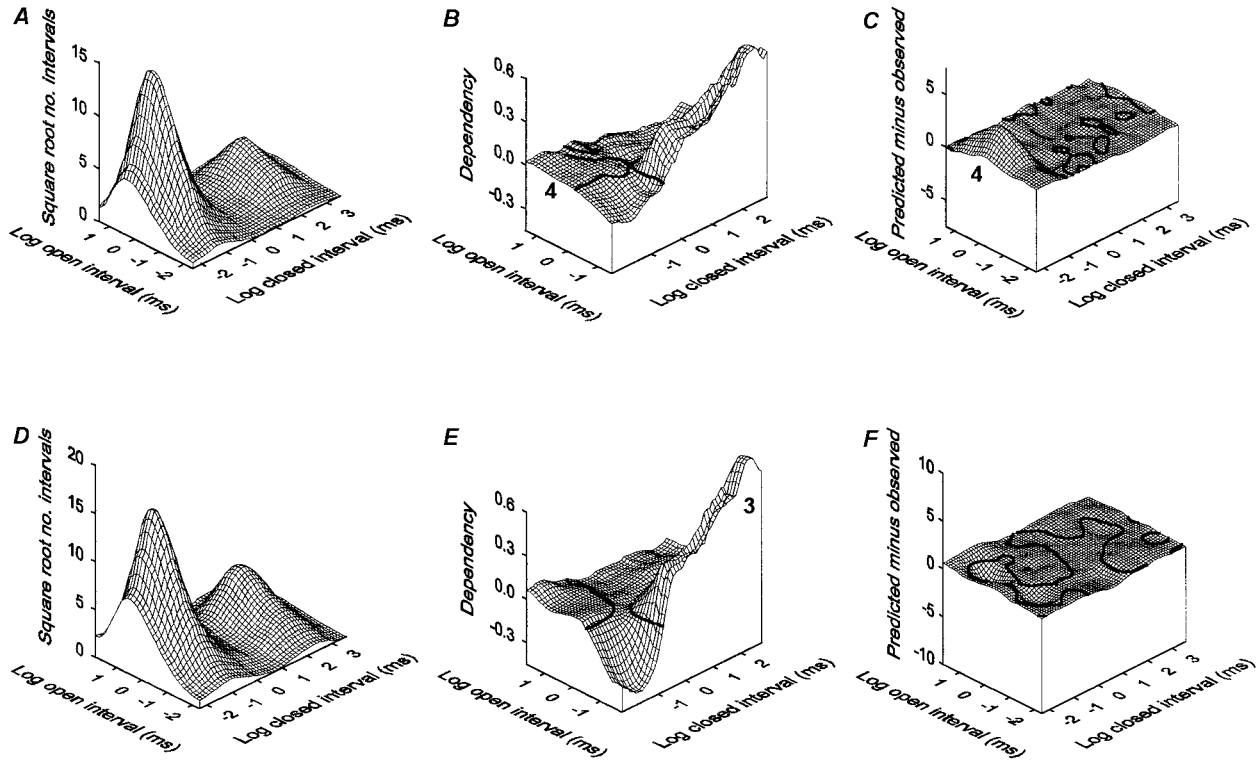 A
Square root no. intervals
15
10
5
0
1 0 -1 -2
Log open interval (ms)
-2 -1 0 1 2 3
Log closed interval (ms)
B
Dependency
0.6
0.3
0.0
-0.3
4
1 0 -1
Log open interval (ms)
-1 0 1 2
Log closed interval (ms)
C
Predicted minus observed
5
0
-5
4
1 0 -1 -2
Log open interval (ms)
-2 -1 0 1 2 3
Log closed interval (ms)
D
Square root no. intervals
20
15
10
5
0
1 0 -1 -2
Log open interval (ms)
-2 -1 0 1 2 3
Log closed interval (ms)
E
Dependency
0.6
0.3
0.0
-0.3
3
1 0 -1
Log open interval (ms)
-1 0 1 2
Log closed interval (ms)
F
Predicted minus observed
10
5
0
-5
-10
1 0 -1 -2
Log open interval (ms)
-2 -1 0 1 2 3
Log closed interval (ms)